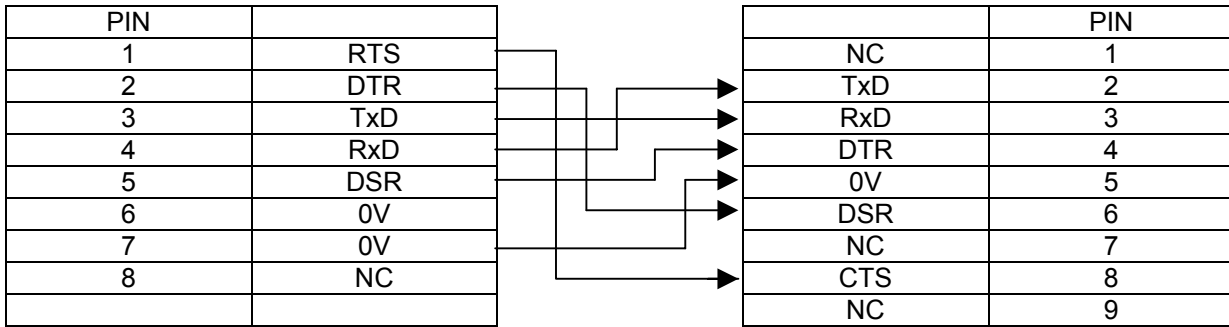 PIN PIN
1 RTS NC 1
2 DTR TxD 2
3 TxD RxD 3
4 RxD DTR 4
5 DSR 0V 5
6 0V DSR 6
7 0V NC 7
8 NC CTS 8
NC 9